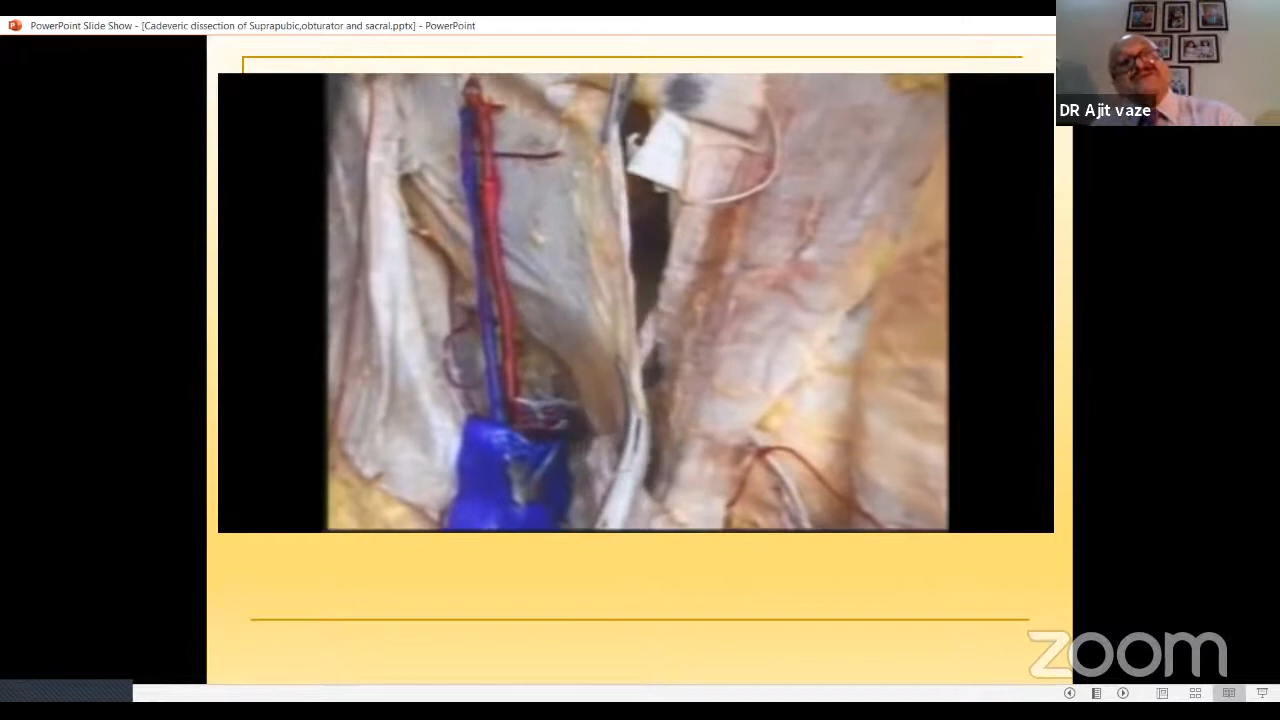 PowerPoint Slide Show - [Cadeveric dissection of Suprapubic,obturator and sacral.pptx] - PowerPoint
DR Ajit vaze
zoom